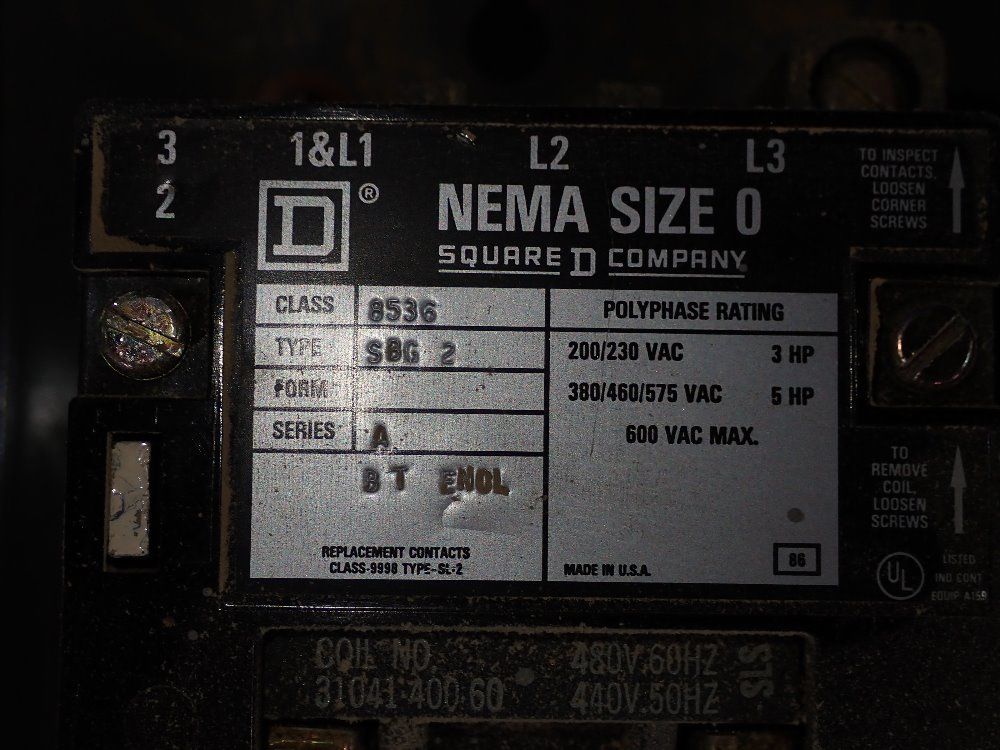 3 1&L1 L2 L3
2
D ®
NEMA SIZE 0
SQUARE D COMPANY
TO INSPECT
CONTACTS,
LOOSEN
CORNER
SCREWS
CLASS 8536
TYPE SBG 2
FORM
SERIES A
BT ENCL
REPLACEMENT CONTACTS
CLASS-9998 TYPE-SL-2
POLYPHASE RATING
200/230 VAC 3 HP
380/460/575 VAC 5 HP
600 VAC MAX.
MADE IN U.S.A. 86
TO
REMOVE
COIL,
LOOSEN
SCREWS
UL
LISTED
IND CONT
EQUIP A159
COIL NO. 480V.60HZ
31041-400-60 440V.50HZ
SLS